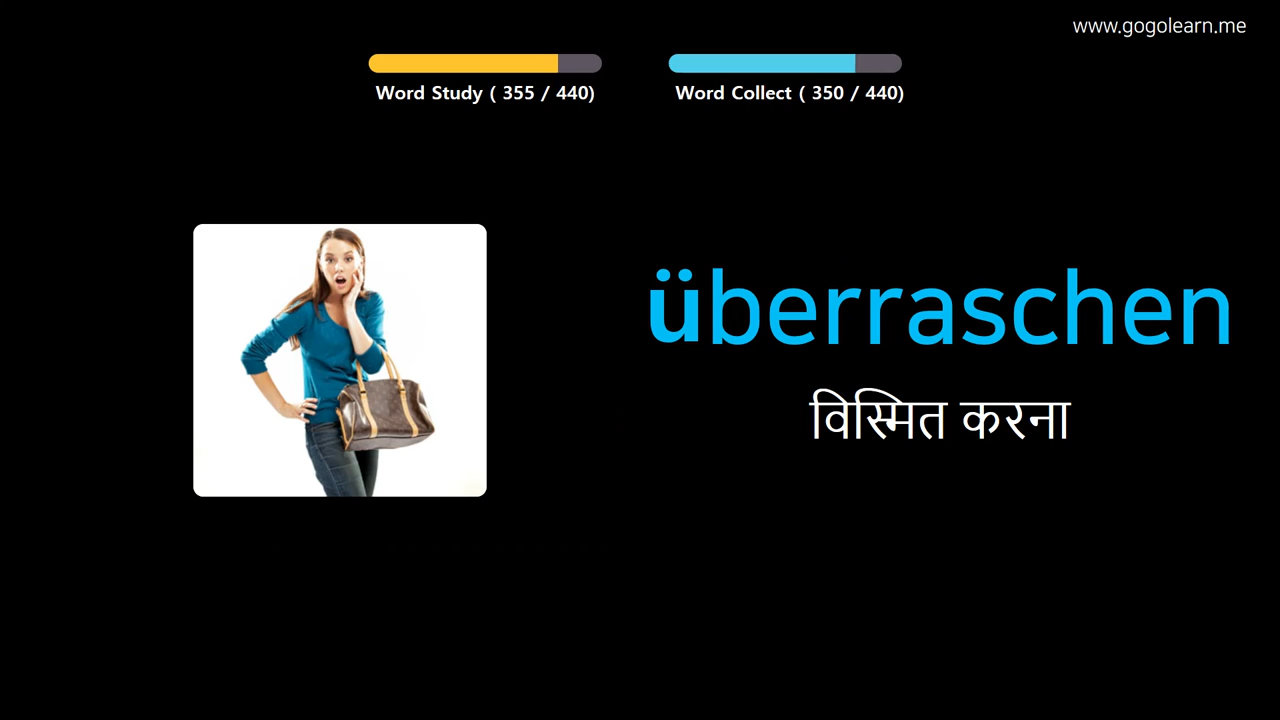 www.gogolearn.me
Word Study ( 355 / 440)
Word Collect ( 350 / 440)
überraschen
विस्मित करना